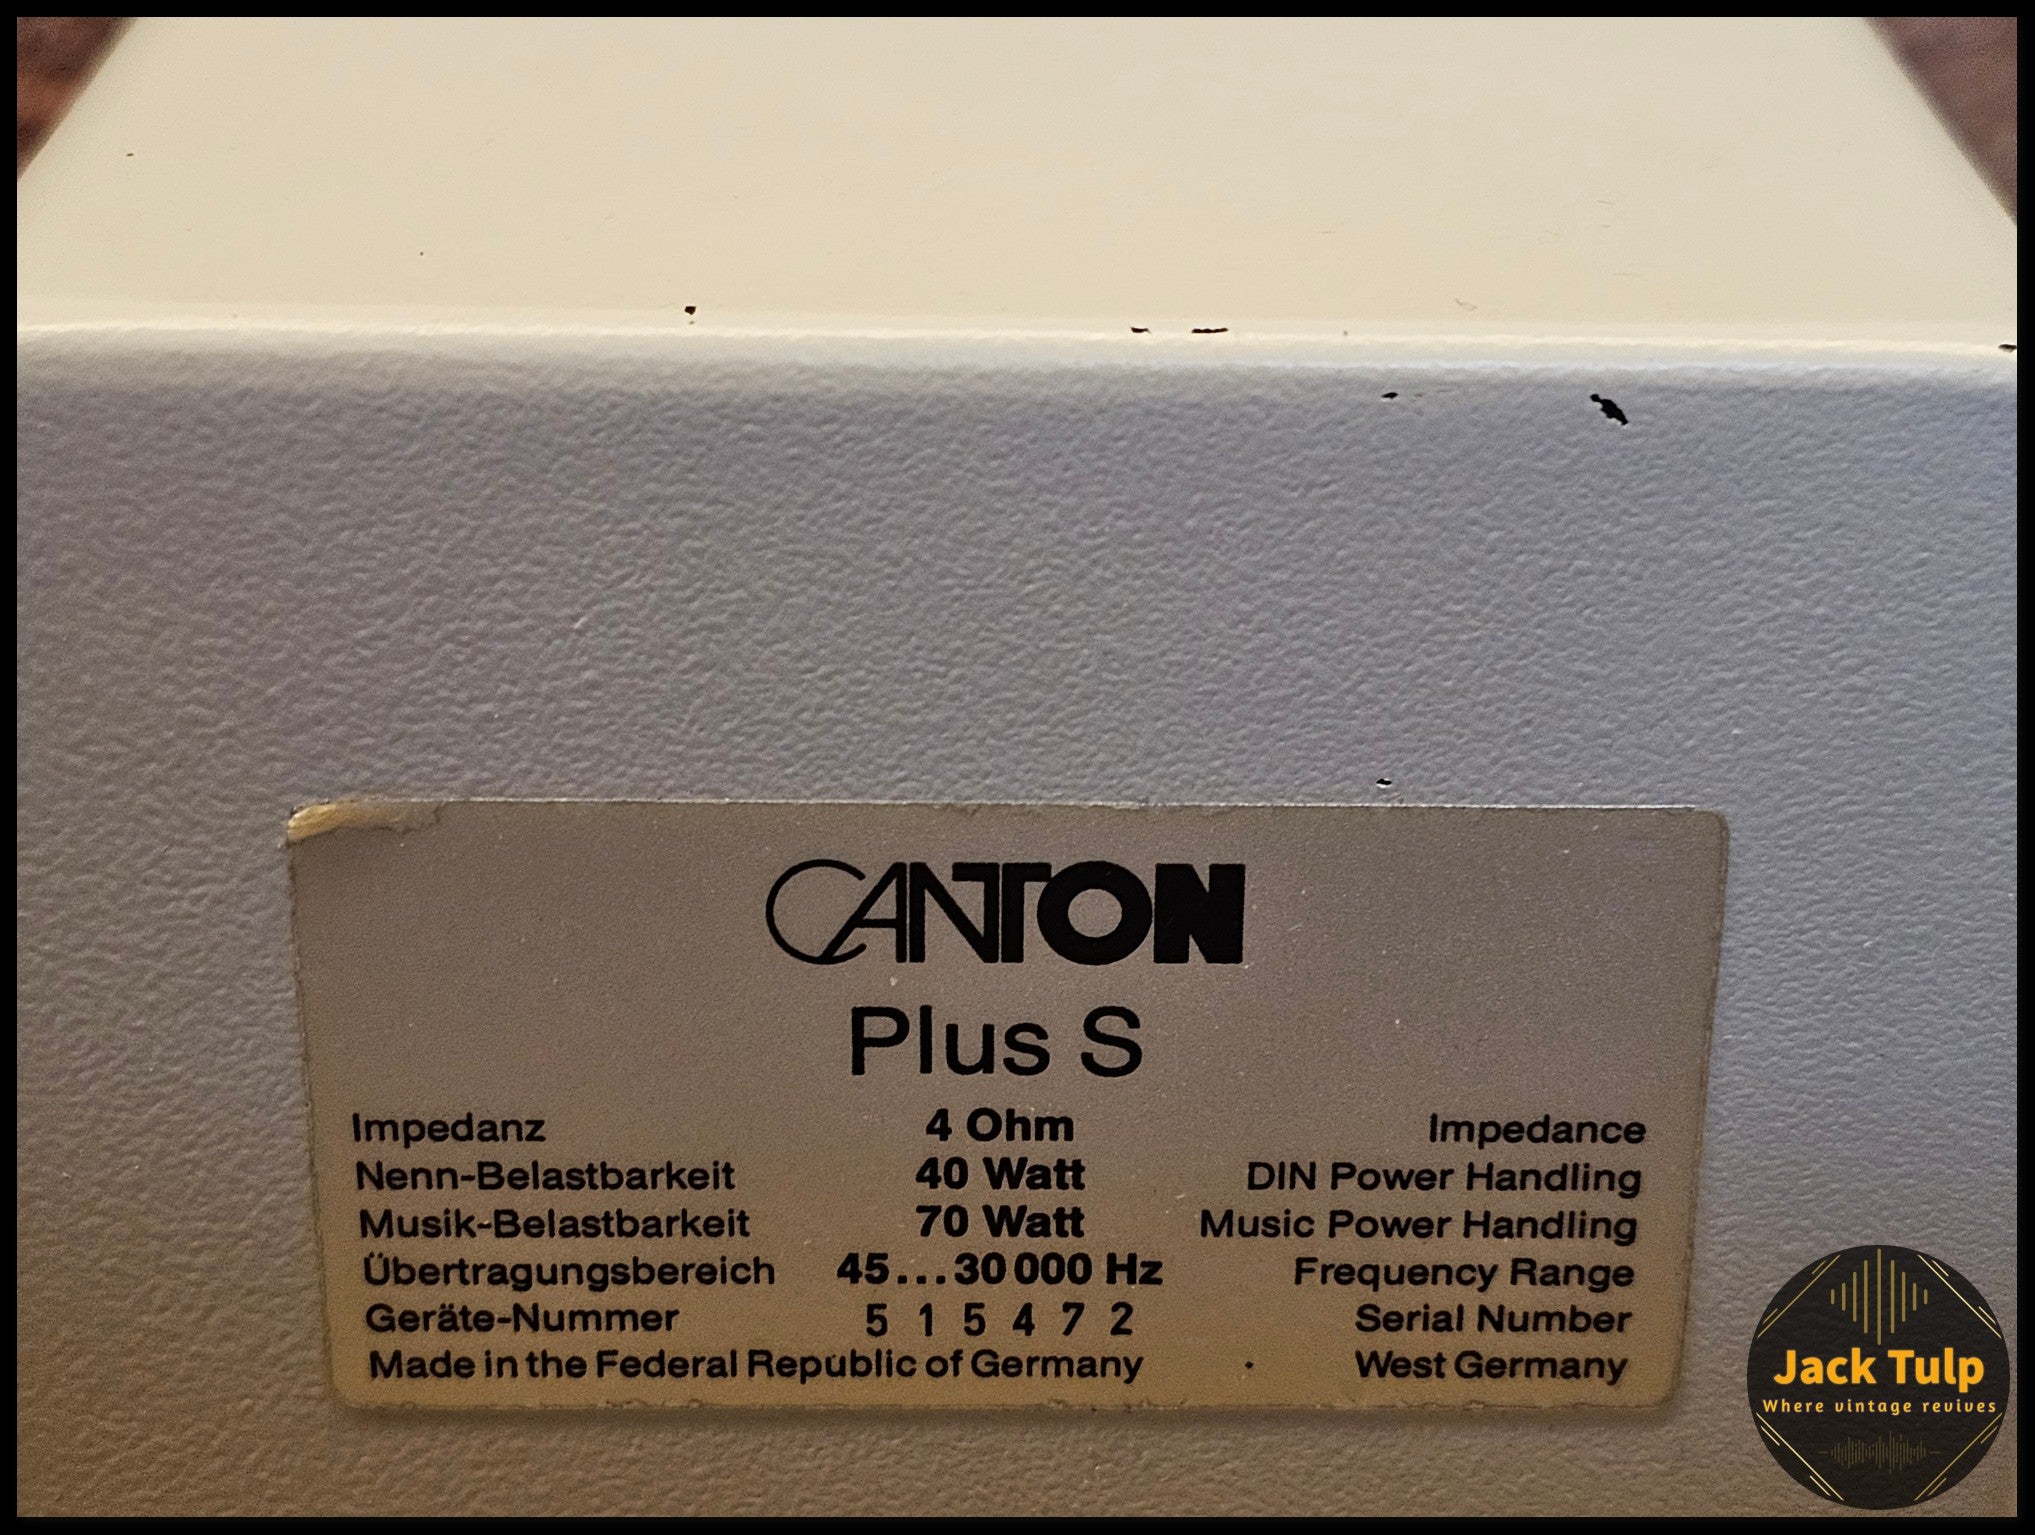 CANTON
Plus S
Impedanz 4 Ohm Impedance
Nenn-Belastbarkeit 40 Watt DIN Power Handling
Musik-Belastbarkeit 70 Watt Music Power Handling
Übertragungsbereich 45...30 000 Hz Frequency Range
Geräte-Nummer 5 1 5 4 7 2 Serial Number
Made in the Federal Republic of Germany West Germany
Jack Tulp
Where vintage revives